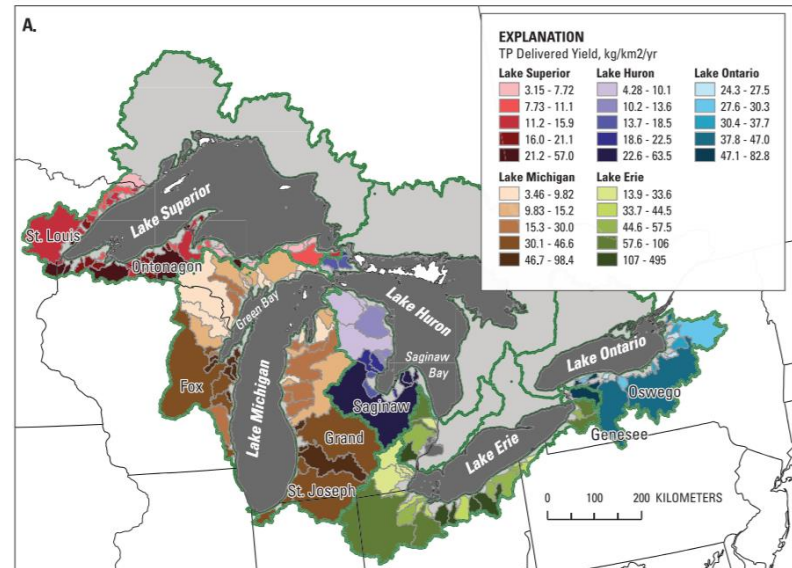 A.
EXPLANATION
TP Delivered Yield, kg/km2/yr
Lake Superior
3.15 - 7.72
7.73 - 11.1
11.2 - 15.9
16.0 - 21.1
21.2 - 57.0
Lake Huron
4.28 - 10.1
10.2 - 13.6
13.7 - 18.5
18.6 - 22.5
22.6 - 63.5
Lake Ontario
24.3 - 27.5
27.6 - 30.3
30.4 - 37.7
37.8 - 47.0
47.1 - 82.8
Lake Michigan
3.46 - 9.82
9.83 - 15.2
15.3 - 30.0
30.1 - 46.6
46.7 - 98.4
Lake Erie
13.9 - 33.6
33.7 - 44.5
44.6 - 57.5
57.6 - 106
107 - 495
Lake Superior
St. Louis
Ontonagon
Green Bay
Lake Huron
Saginaw
Bay
Lake Ontario
Fox
Lake Michigan
Saginaw
Oswego
Genesee
Grand
Lake Erie
St. Joseph
0 100 200 KILOMETERS